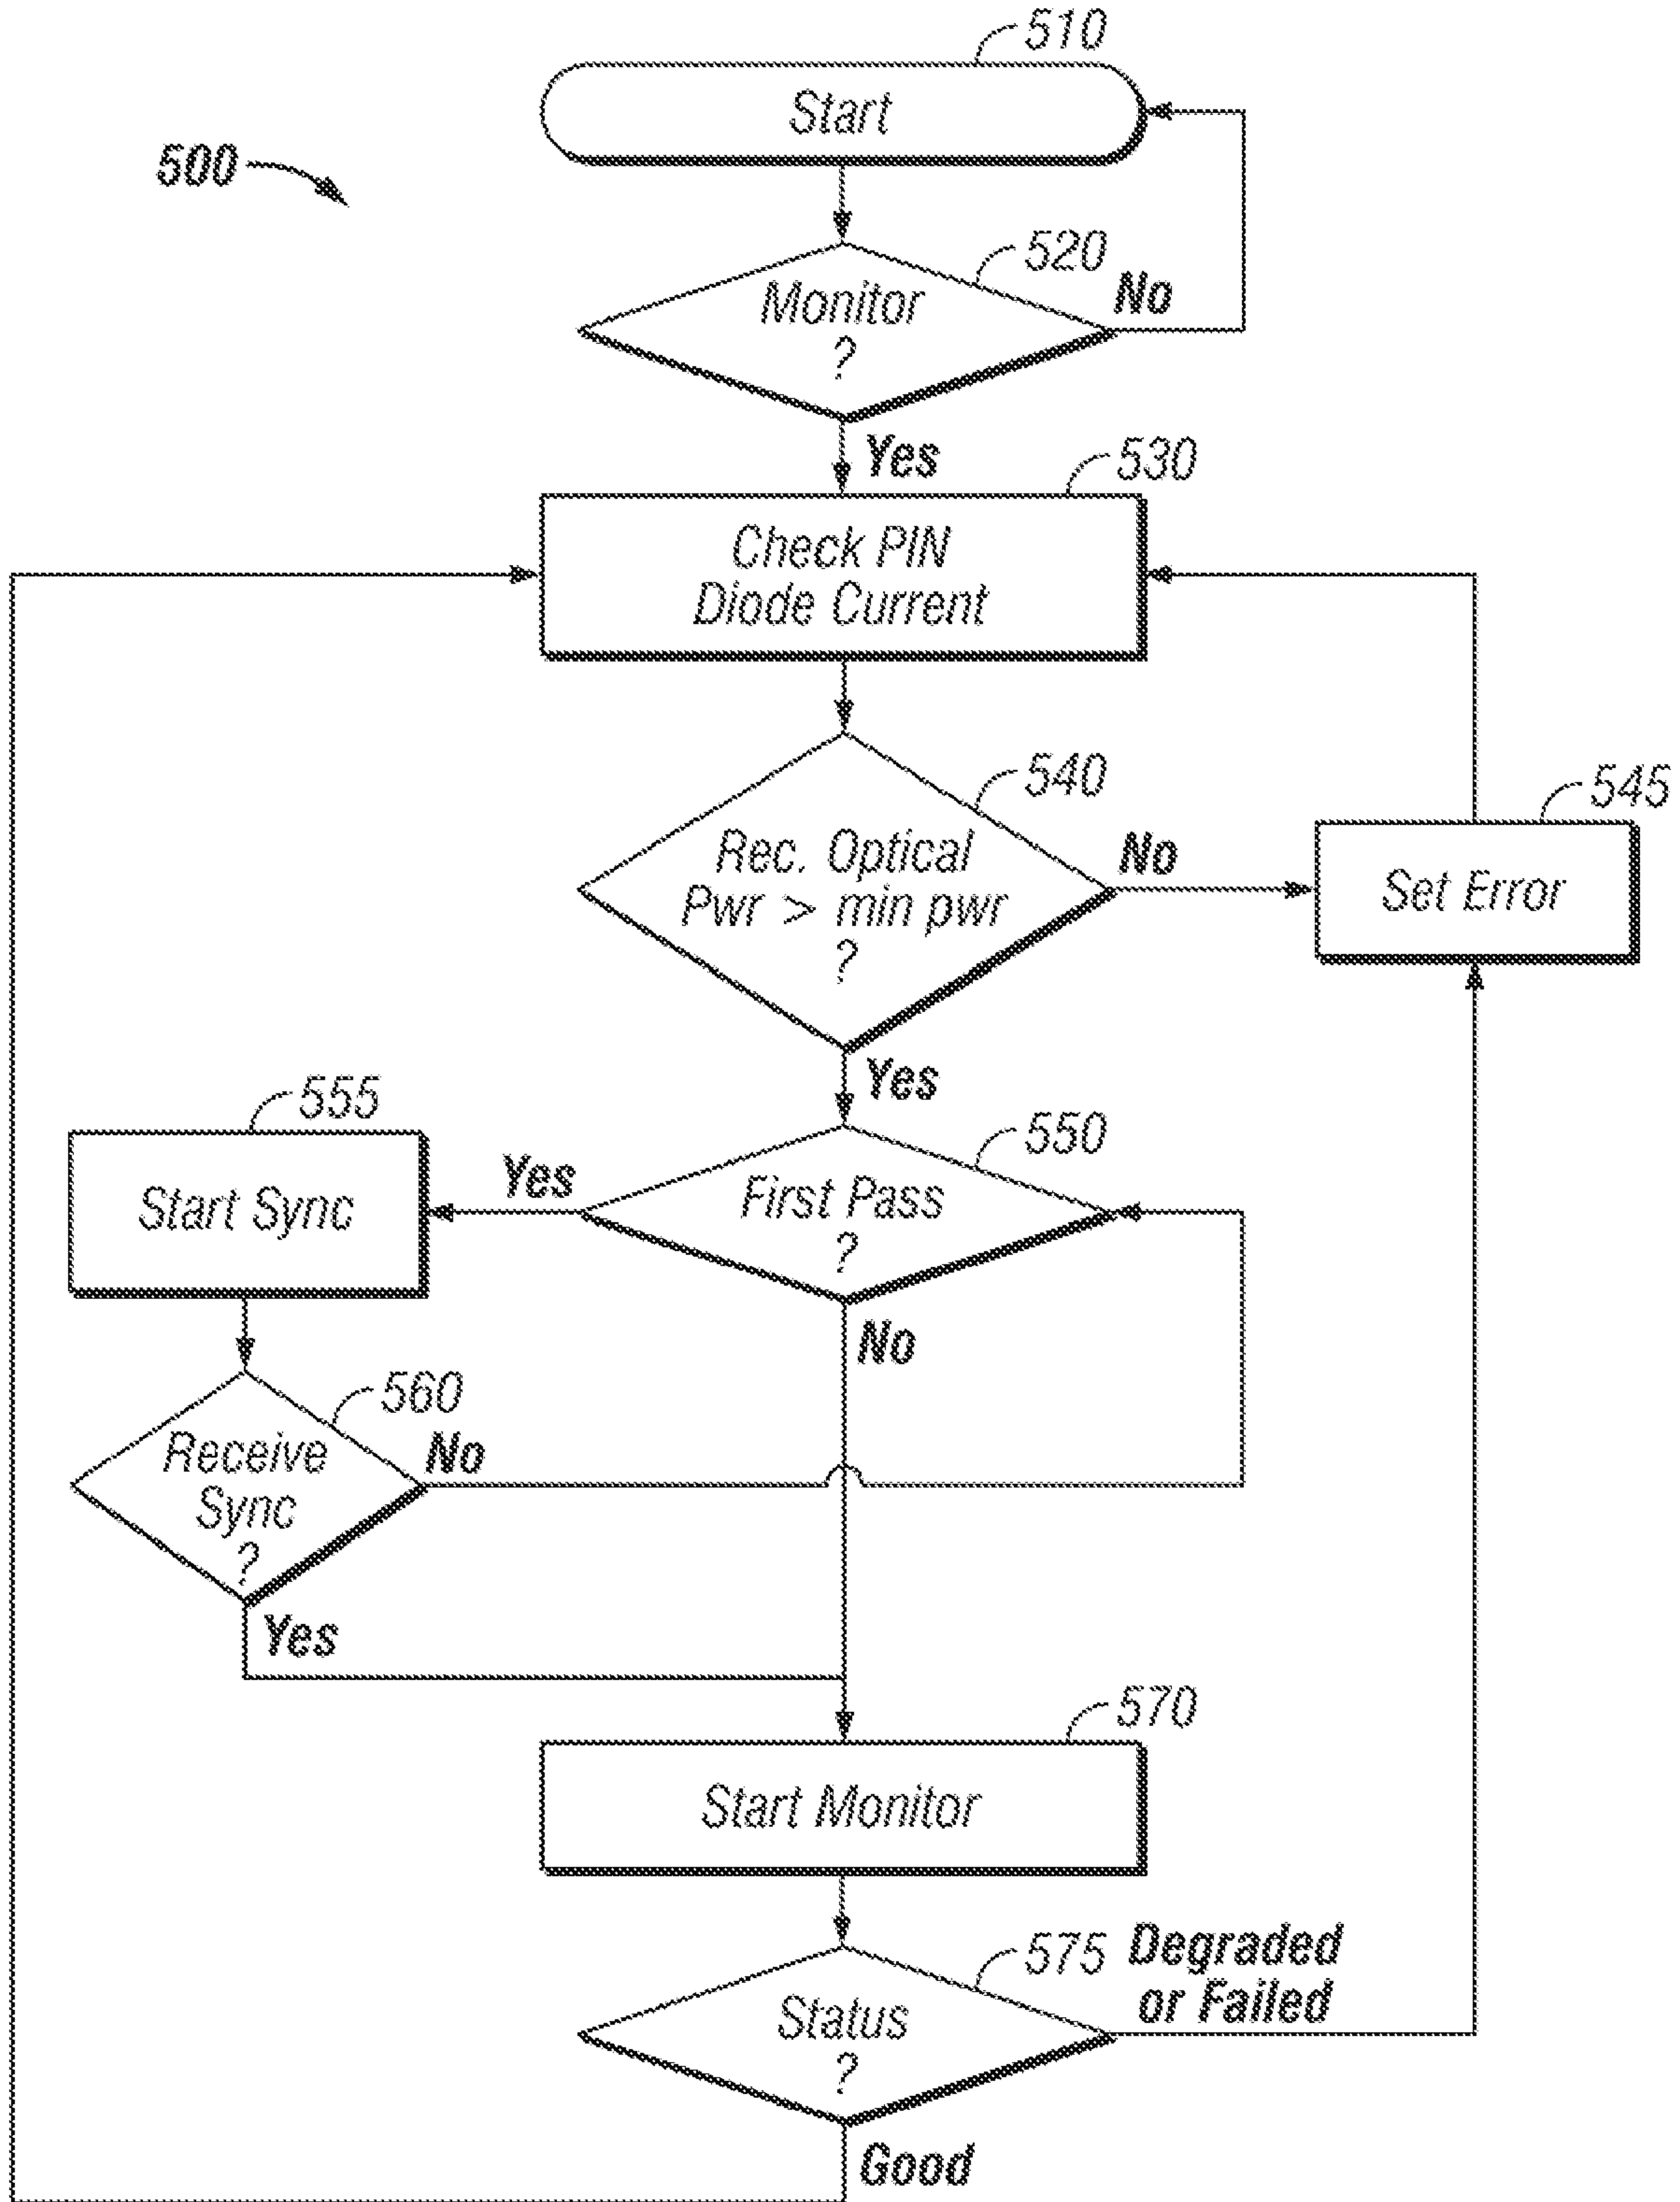 510
Start
500
520
Monitor
?
No
Yes
530
Check PIN
Diode Current
540
545
Rec. Optical
Pwr > min pwr
?
No
Set Error
Yes
555
550
Start Sync
Yes
First Pass
?
No
560
Receive
Sync
?
No
Yes
570
Start Monitor
575
Degraded
or Failed
Status
?
Good